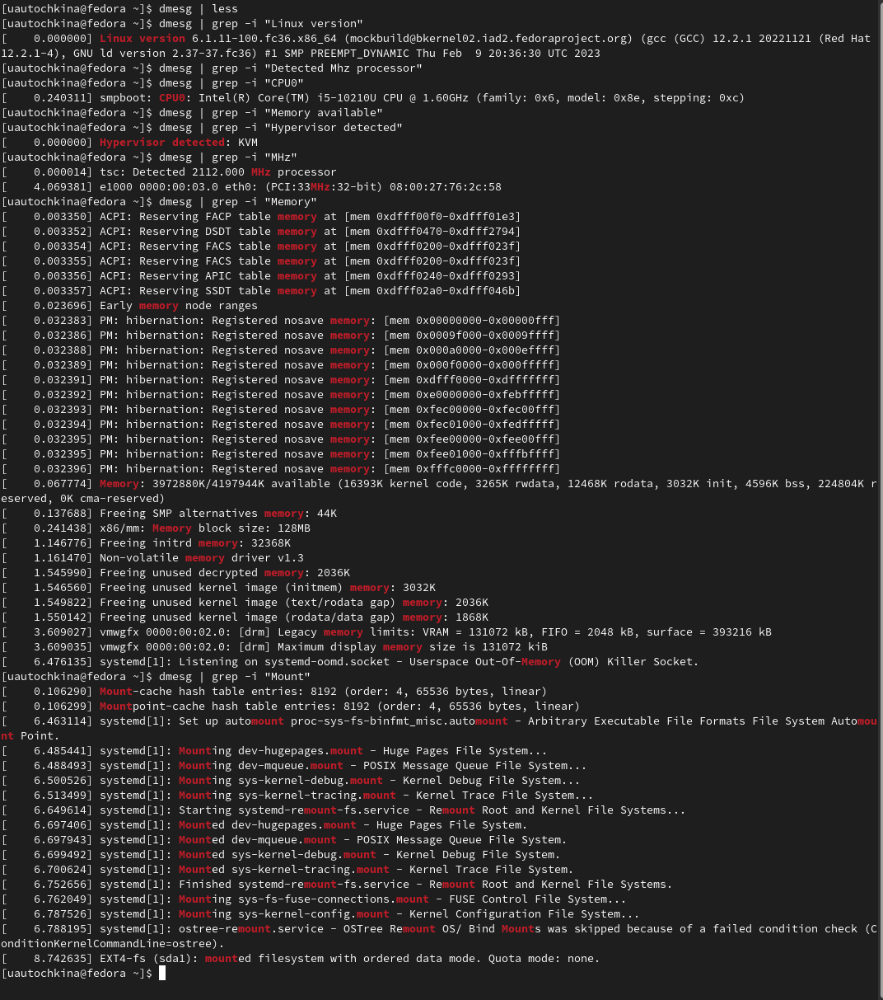 [uautochkina@fedora ~]$ dmesg | less
[uautochkina@fedora ~]$ dmesg | grep -i "Linux version"
[    0.000000] Linux version 6.1.11-100.fc36.x86_64 (mockbuild@bkernel02.iad2.fedoraproject.org) (gcc (GCC) 12.2.1 20221121 (Red Hat
12.2.1-4), GNU ld version 2.37-37.fc36) #1 SMP PREEMPT_DYNAMIC Thu Feb  9 20:36:30 UTC 2023
[uautochkina@fedora ~]$ dmesg | grep -i "Detected Mhz processor"
[uautochkina@fedora ~]$ dmesg | grep -i "CPU0"
[    0.240311] smpboot: CPU0: Intel(R) Core(TM) i5-10210U CPU @ 1.60GHz (family: 0x6, model: 0x8e, stepping: 0xc)
[uautochkina@fedora ~]$ dmesg | grep -i "Memory available"
[uautochkina@fedora ~]$ dmesg | grep -i "Hypervisor detected"
[    0.000000] Hypervisor detected: KVM
[uautochkina@fedora ~]$ dmesg | grep -i "MHz"
[    0.000014] tsc: Detected 2112.000 MHz processor
[    4.069381] e1000 0000:00:03.0 eth0: (PCI:33MHz:32-bit) 08:00:27:76:2c:58
[uautochkina@fedora ~]$ dmesg | grep -i "Memory"
[    0.003350] ACPI: Reserving FACP table memory at [mem 0xdfff00f0-0xdfff01e3]
[    0.003352] ACPI: Reserving DSDT table memory at [mem 0xdfff0470-0xdfff2794]
[    0.003354] ACPI: Reserving FACS table memory at [mem 0xdfff0200-0xdfff023f]
[    0.003355] ACPI: Reserving FACS table memory at [mem 0xdfff0200-0xdfff023f]
[    0.003356] ACPI: Reserving APIC table memory at [mem 0xdfff0240-0xdfff0293]
[    0.003357] ACPI: Reserving SSDT table memory at [mem 0xdfff02a0-0xdfff046b]
[    0.023696] Early memory node ranges
[    0.032383] PM: hibernation: Registered nosave memory: [mem 0x00000000-0x00000fff]
[    0.032386] PM: hibernation: Registered nosave memory: [mem 0x0009f000-0x0009ffff]
[    0.032388] PM: hibernation: Registered nosave memory: [mem 0x000a0000-0x000effff]
[    0.032389] PM: hibernation: Registered nosave memory: [mem 0x000f0000-0x000fffff]
[    0.032391] PM: hibernation: Registered nosave memory: [mem 0xdfff0000-0xdfffffff]
[    0.032392] PM: hibernation: Registered nosave memory: [mem 0xe0000000-0xfebfffff]
[    0.032393] PM: hibernation: Registered nosave memory: [mem 0xfec00000-0xfec00fff]
[    0.032394] PM: hibernation: Registered nosave memory: [mem 0xfec01000-0xfedfffff]
[    0.032395] PM: hibernation: Registered nosave memory: [mem 0xfee00000-0xfee00fff]
[    0.032395] PM: hibernation: Registered nosave memory: [mem 0xfee01000-0xfffbffff]
[    0.032396] PM: hibernation: Registered nosave memory: [mem 0xfffc0000-0xffffffff]
[    0.067774] Memory: 3972880K/4197944K available (16393K kernel code, 3265K rwdata, 12468K rodata, 3032K init, 4596K bss, 224804K r
eserved, 0K cma-reserved)
[    0.137688] Freeing SMP alternatives memory: 44K
[    0.241438] x86/mm: Memory block size: 128MB
[    1.146776] Freeing initrd memory: 32368K
[    1.161470] Non-volatile memory driver v1.3
[    1.545990] Freeing unused decrypted memory: 2036K
[    1.546560] Freeing unused kernel image (initmem) memory: 3032K
[    1.549822] Freeing unused kernel image (text/rodata gap) memory: 2036K
[    1.550142] Freeing unused kernel image (rodata/data gap) memory: 1868K
[    3.609027] vmwgfx 0000:00:02.0: [drm] Legacy memory limits: VRAM = 131072 kB, FIFO = 2048 kB, surface = 393216 kB
[    3.609035] vmwgfx 0000:00:02.0: [drm] Maximum display memory size is 131072 kiB
[    6.476135] systemd[1]: Listening on systemd-oomd.socket - Userspace Out-Of-Memory (OOM) Killer Socket.
[uautochkina@fedora ~]$ dmesg | grep -i "Mount"
[    0.106290] Mount-cache hash table entries: 8192 (order: 4, 65536 bytes, linear)
[    0.106299] Mountpoint-cache hash table entries: 8192 (order: 4, 65536 bytes, linear)
[    6.463114] systemd[1]: Set up automount proc-sys-fs-binfmt_misc.automount - Arbitrary Executable File Formats File System Automou
nt Point.
[    6.485441] systemd[1]: Mounting dev-hugepages.mount - Huge Pages File System...
[    6.488493] systemd[1]: Mounting dev-mqueue.mount - POSIX Message Queue File System...
[    6.500526] systemd[1]: Mounting sys-kernel-debug.mount - Kernel Debug File System...
[    6.513499] systemd[1]: Mounting sys-kernel-tracing.mount - Kernel Trace File System...
[    6.649614] systemd[1]: Starting systemd-remount-fs.service - Remount Root and Kernel File Systems...
[    6.697406] systemd[1]: Mounted dev-hugepages.mount - Huge Pages File System.
[    6.697943] systemd[1]: Mounted dev-mqueue.mount - POSIX Message Queue File System.
[    6.699492] systemd[1]: Mounted sys-kernel-debug.mount - Kernel Debug File System.
[    6.700624] systemd[1]: Mounted sys-kernel-tracing.mount - Kernel Trace File System.
[    6.752656] systemd[1]: Finished systemd-remount-fs.service - Remount Root and Kernel File Systems.
[    6.762049] systemd[1]: Mounting sys-fs-fuse-connections.mount - FUSE Control File System...
[    6.787526] systemd[1]: Mounting sys-kernel-config.mount - Kernel Configuration File System...
[    6.788195] systemd[1]: ostree-remount.service - OSTree Remount OS/ Bind Mounts was skipped because of a failed condition check (C
onditionKernelCommandLine=ostree).
[    8.742635] EXT4-fs (sda1): mounted filesystem with ordered data mode. Quota mode: none.
[uautochkina@fedora ~]$